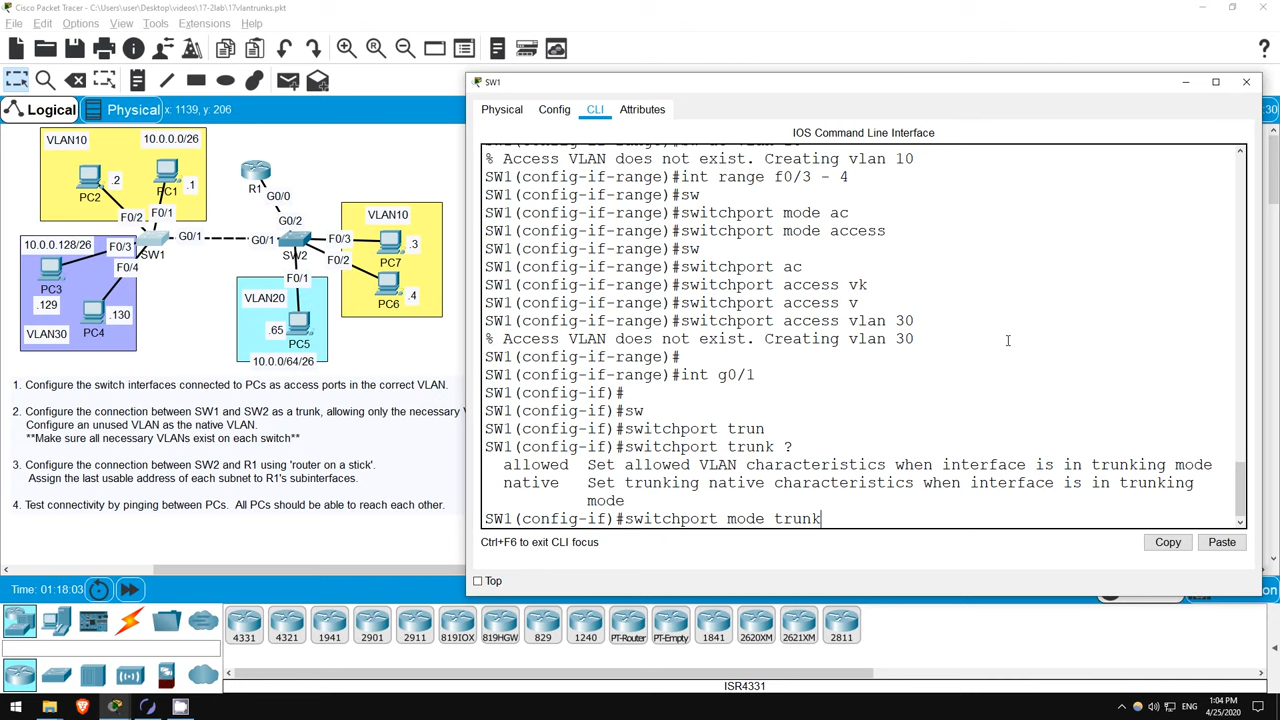 Cisco Packet Tracer - C:\Users\user\Desktop\videos\17-2lab\17vlantrunks.pkt
File Edit Options View Tools Extensions Help
Logical Physical x: 1139, y: 206
VLAN10 10.0.0.0/26
.2 .1
PC2 PC1
F0/2 F0/1
R1
G0/0
G0/2
G0/1 G0/1
SW1 SW2
10.0.0.128/26
F0/3
F0/4
PC3
.129
PC4
.130
VLAN30
VLAN10
F0/3 .3
PC7
F0/2
.4
PC6
F0/1
VLAN20
.65
PC5
10.0.0/64/26
1. Configure the switch interfaces connected to PCs as access ports in the correct VLAN.
2. Configure the connection between SW1 and SW2 as a trunk, allowing only the necessary V
Configure an unused VLAN as the native VLAN.
**Make sure all necessary VLANs exist on each switch**
3. Configure the connection between SW2 and R1 using 'router on a stick'.
Assign the last usable address of each subnet to R1's subinterfaces.
4. Test connectivity by pinging between PCs. All PCs should be able to reach each other.
SW1
Physical Config CLI Attributes
IOS Command Line Interface
% Access VLAN does not exist. Creating vlan 10
SW1(config-if-range)#int range f0/3 - 4
SW1(config-if-range)#sw
SW1(config-if-range)#switchport mode ac
SW1(config-if-range)#switchport mode access
SW1(config-if-range)#sw
SW1(config-if-range)#switchport ac
SW1(config-if-range)#switchport access vk
SW1(config-if-range)#switchport access v
SW1(config-if-range)#switchport access vlan 30
% Access VLAN does not exist. Creating vlan 30
SW1(config-if-range)#
SW1(config-if-range)#int g0/1
SW1(config-if)#
SW1(config-if)#sw
SW1(config-if)#switchport trun
SW1(config-if)#switchport trunk ?
allowed Set allowed VLAN characteristics when interface is in trunking mode
native Set trunking native characteristics when interface is in trunking
mode
SW1(config-if)#switchport mode trunk
Ctrl+F6 to exit CLI focus
Copy Paste
Top
:30
Time: 01:18:03
on
4331 4321 1941 2901 2911 819IOX 819HGW 829 1240 PT-Router PT-Empty 1841 2620XM 2621XM 2811
ISR4331
ENG
1:04 PM
4/25/2020